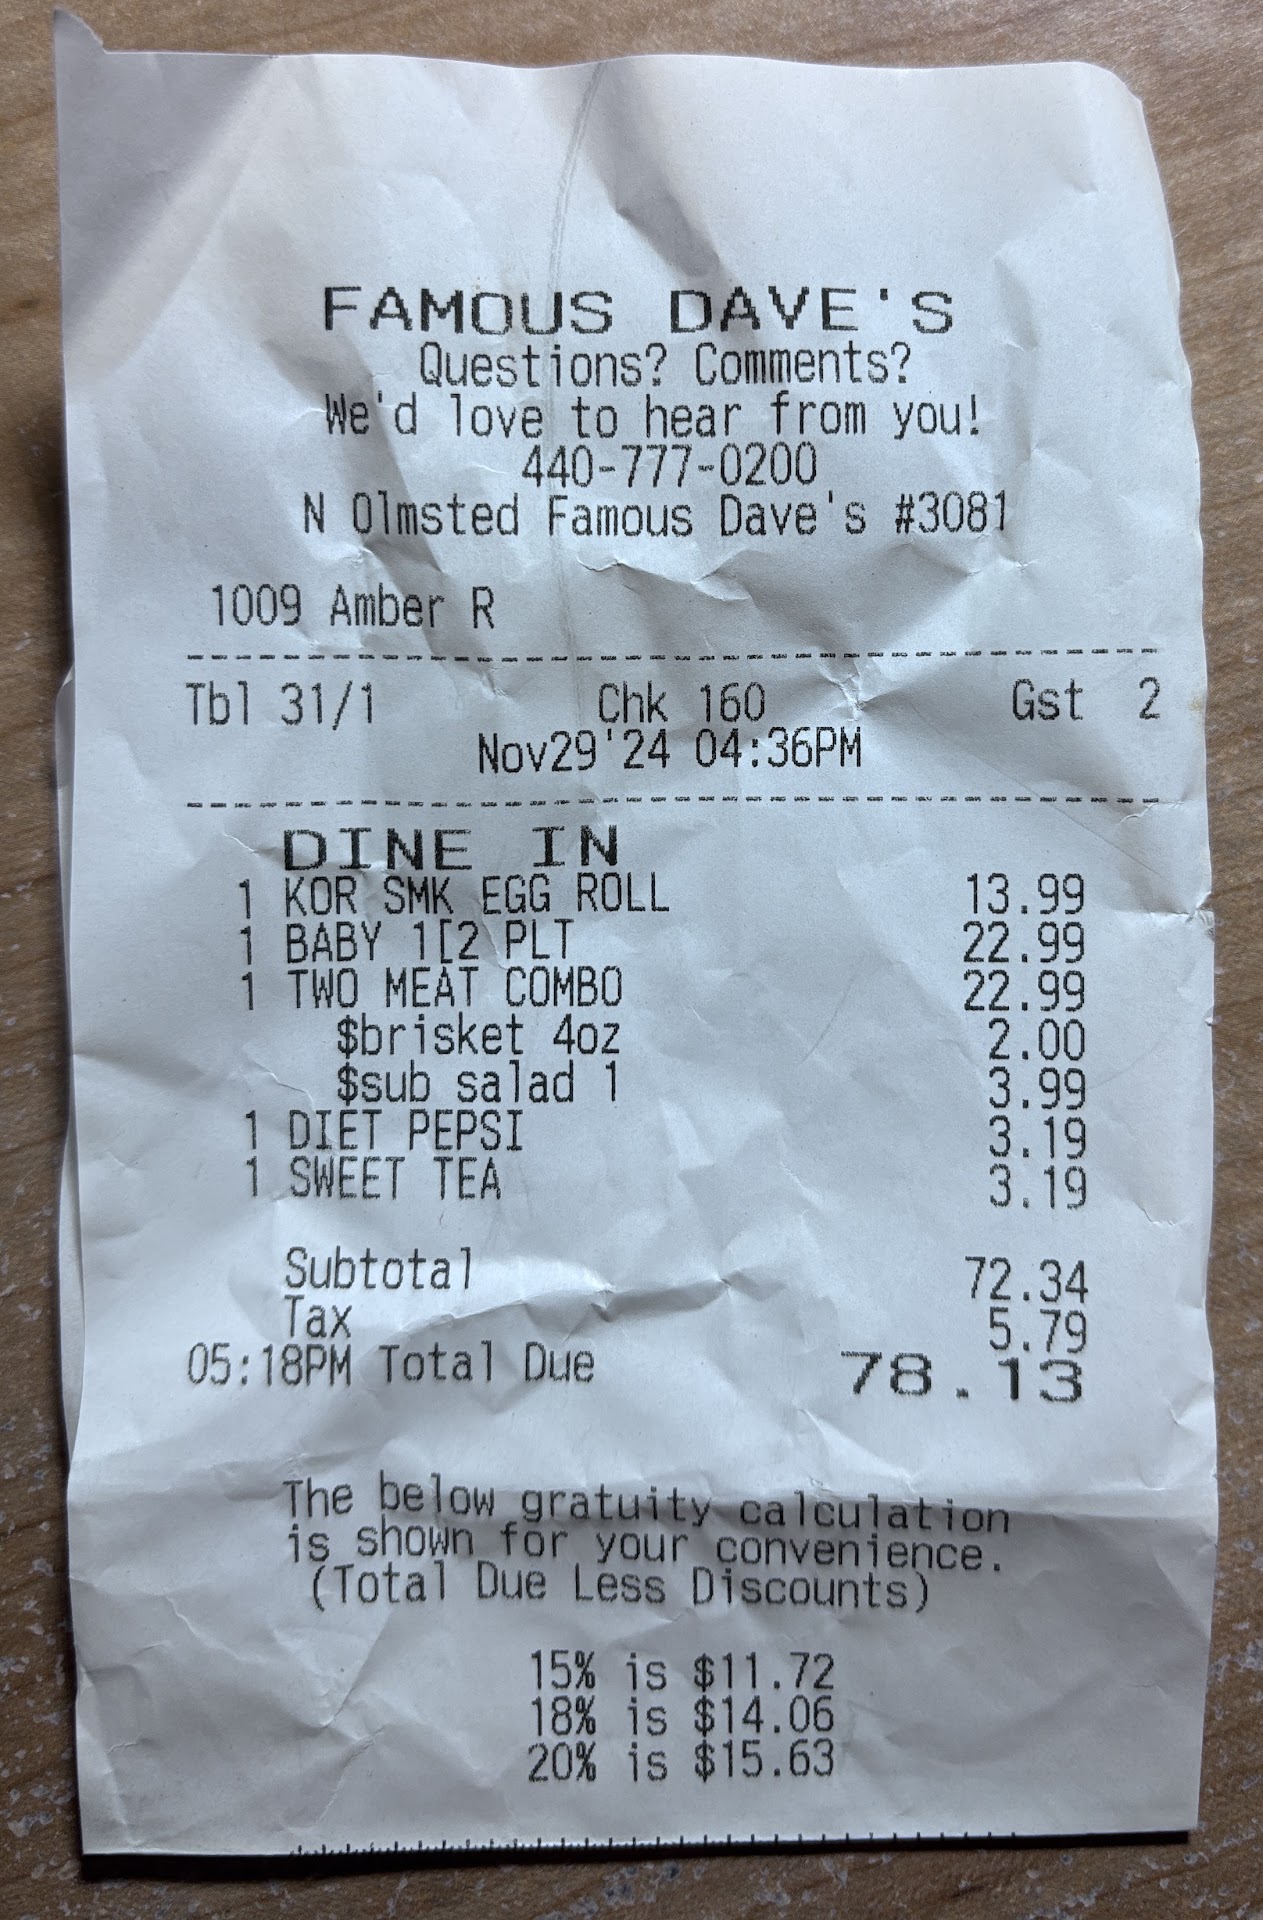 FAMOUS DAVE'S
Questions? Comments?
We'd love to hear from you!
440-777-0200
N Olmsted Famous Dave's #3081
1009 Amber R
Tbl 31/1 Chk 160 Gst 2
Nov29'24 04:36PM
DINE IN
1 KOR SMK EGG ROLL 13.99
1 BABY 1[2 PLT 22.99
1 TWO MEAT COMBO 22.99
$brisket 4oz 2.00
$sub salad 1 3.99
1 DIET PEPSI 3.19
1 SWEET TEA 3.19
Subtotal 72.34
Tax 5.79
05:18PM Total Due 78.13
The below gratuity calculation
is shown for your convenience.
(Total Due Less Discounts)
15% is $11.72
18% is $14.06
20% is $15.63